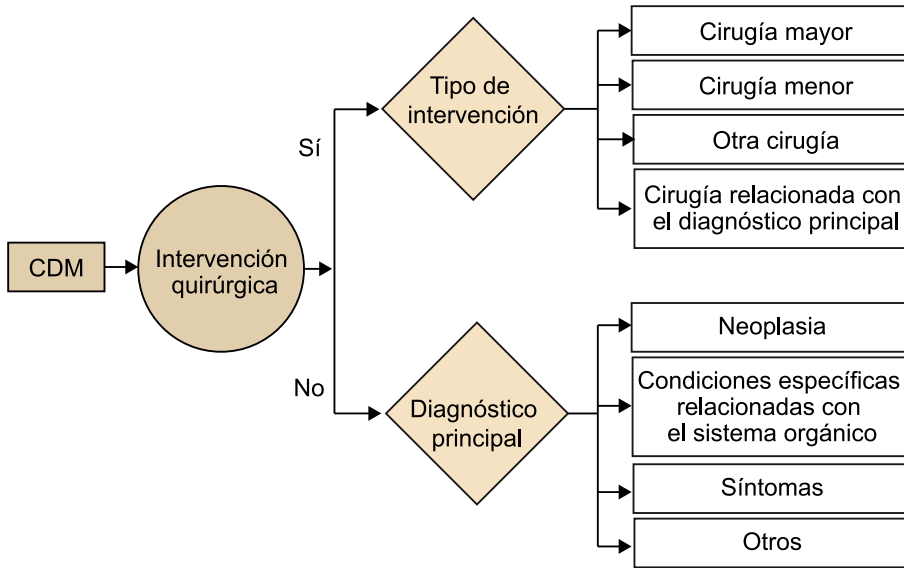 CDM
Intervención
quirúrgica
Sí
No
Tipo de
intervención
Cirugía mayor
Cirugía menor
Otra cirugía
Cirugía relacionada con
el diagnóstico principal
Diagnóstico
principal
Neoplasia
Condiciones específicas
relacionadas con
el sistema orgánico
Síntomas
Otros